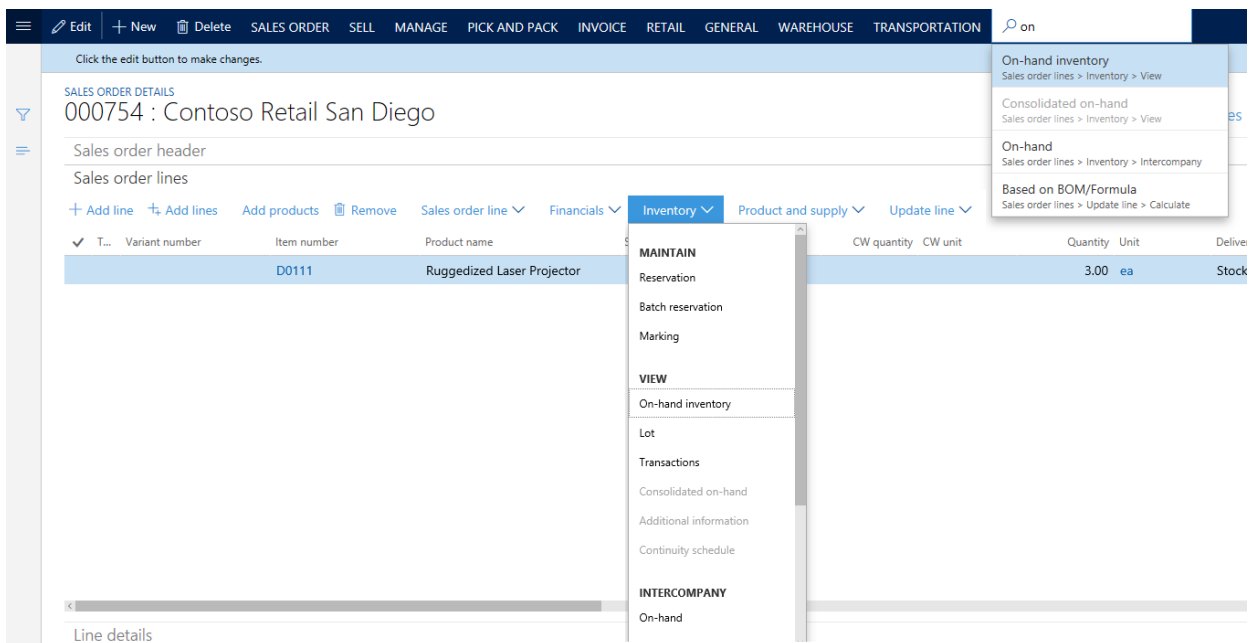 Edit
New
Delete
SALES ORDER
SELL
MANAGE
PICK AND PACK
INVOICE
RETAIL
GENERAL
WAREHOUSE
TRANSPORTATION
on
Click the edit button to make changes.
On-hand inventory
Sales order lines > Inventory > View
Consolidated on-hand
Sales order lines > Inventory > View
On-hand
Sales order lines > Inventory > Intercompany
Based on BOM/Formula
Sales order lines > Update line > Calculate
SALES ORDER DETAILS
000754 : Contoso Retail San Diego
Sales order header
Sales order lines
Add line
Add lines
Add products
Remove
Sales order line
Financials
Inventory
Product and supply
Update line
T...
Variant number
Item number
Product name
CW quantity
CW unit
Quantity
Unit
D0111
Ruggedized Laser Projector
3.00
ea
Stock
MAINTAIN
Reservation
Batch reservation
Marking
VIEW
On-hand inventory
Lot
Transactions
Consolidated on-hand
Additional information
Continuity schedule
INTERCOMPANY
On-hand
Line details